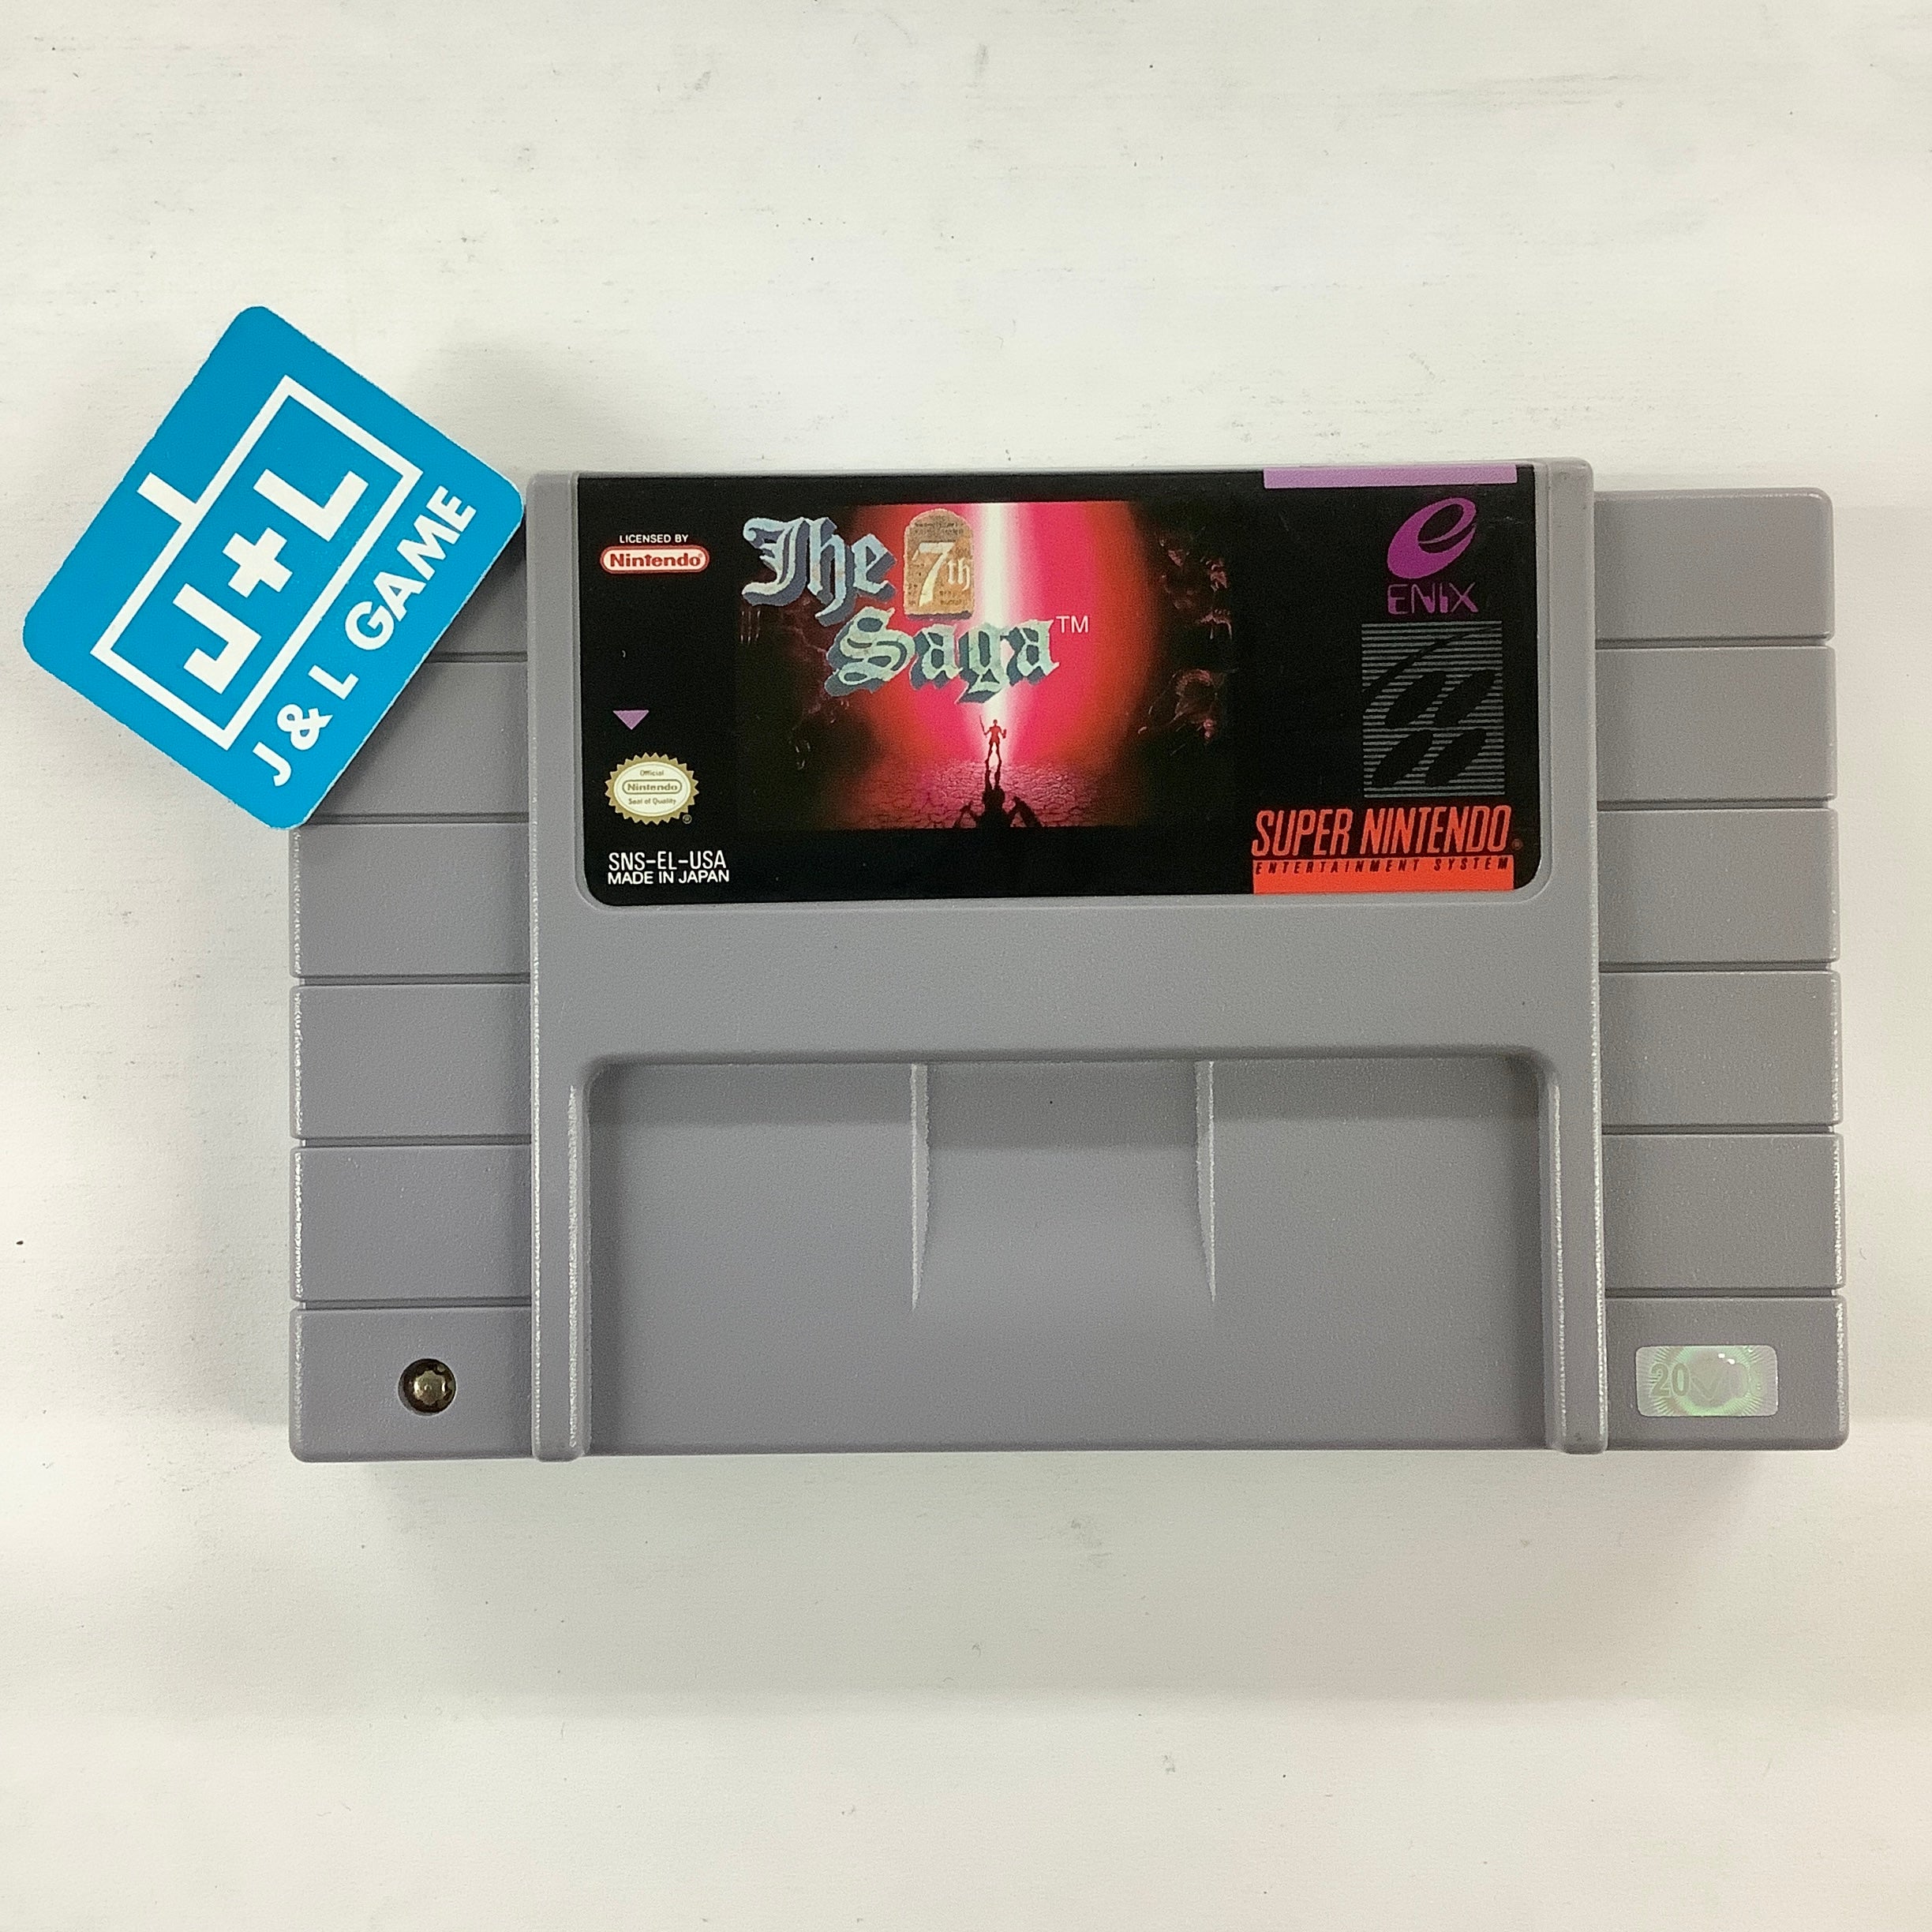 J+L
J & L GAME
LICENSED BY
Nintendo®
The 7th
Saga™
ENIX
Official
Nintendo
Seal of Quality
®
SNS-EL-USA
MADE IN JAPAN
SUPER NINTENDO®
ENTERTAINMENT SYSTEM
20